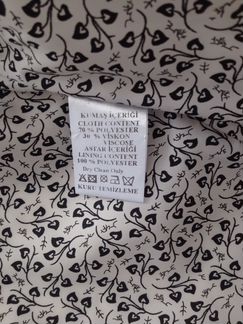 KUMAŞ İÇERİĞİ
CLOTH CONTENT
70 % POLYESTER
30 % VİSKON
VISCOSE
ASTAR İÇERİĞİ
LINING CONTENT
100 % POLYESTER
Dry Clean Only
KURU TEMİZLEME